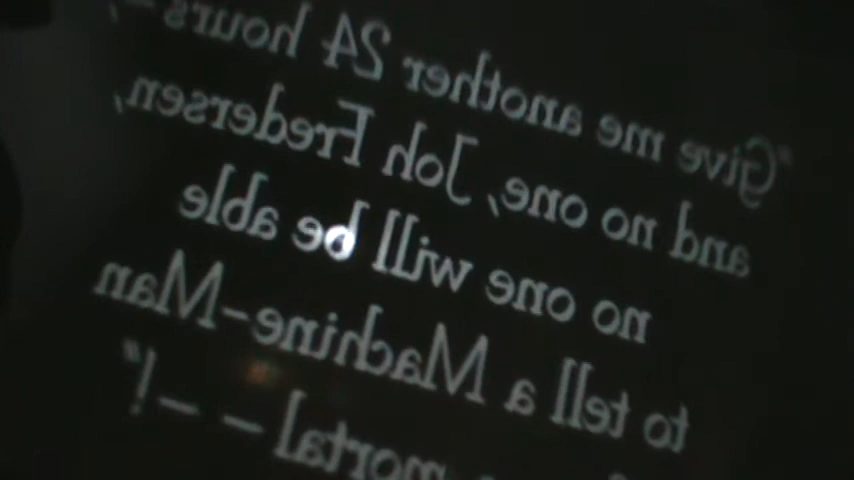 "Give me another 24 hours –,
and no one, Joh Fredersen,
no one will be able
to tell a Machine-Man
mortal – –!"